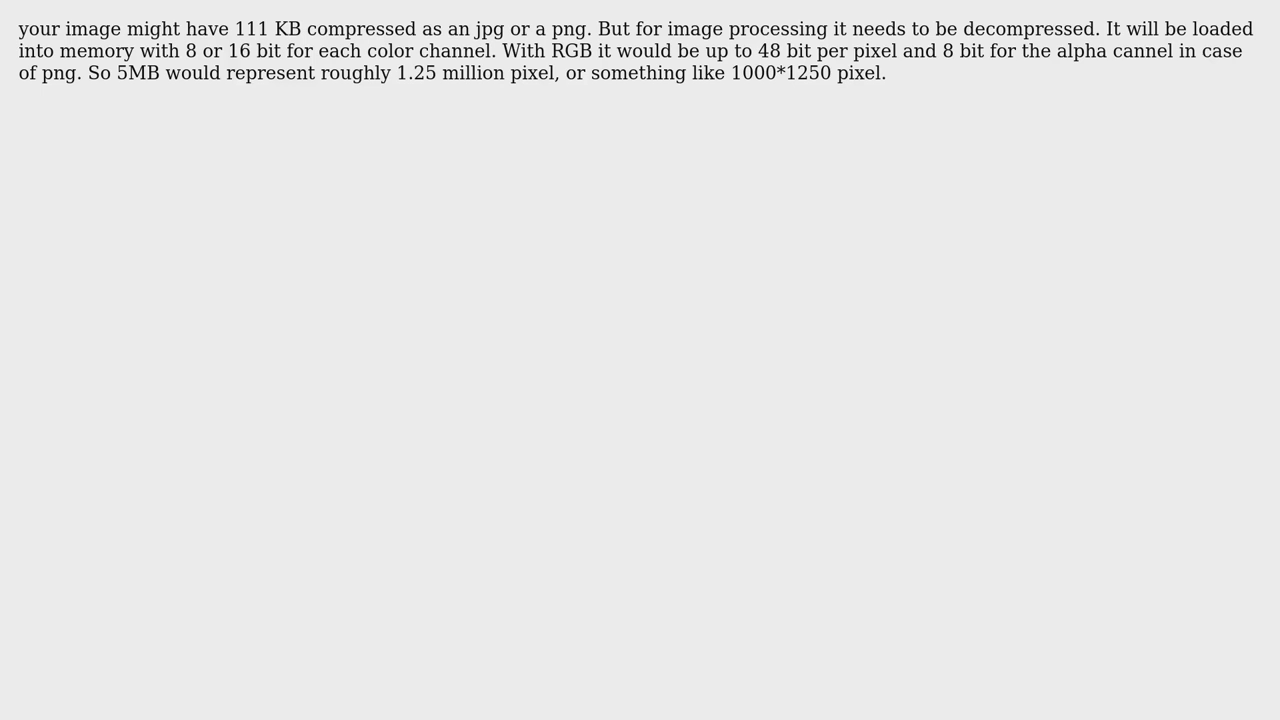 your image might have 111 KB compressed as an jpg or a png. But for image processing it needs to be decompressed. It will be loaded
into memory with 8 or 16 bit for each color channel. With RGB it would be up to 48 bit per pixel and 8 bit for the alpha cannel in case
of png. So 5MB would represent roughly 1.25 million pixel, or something like 1000*1250 pixel.